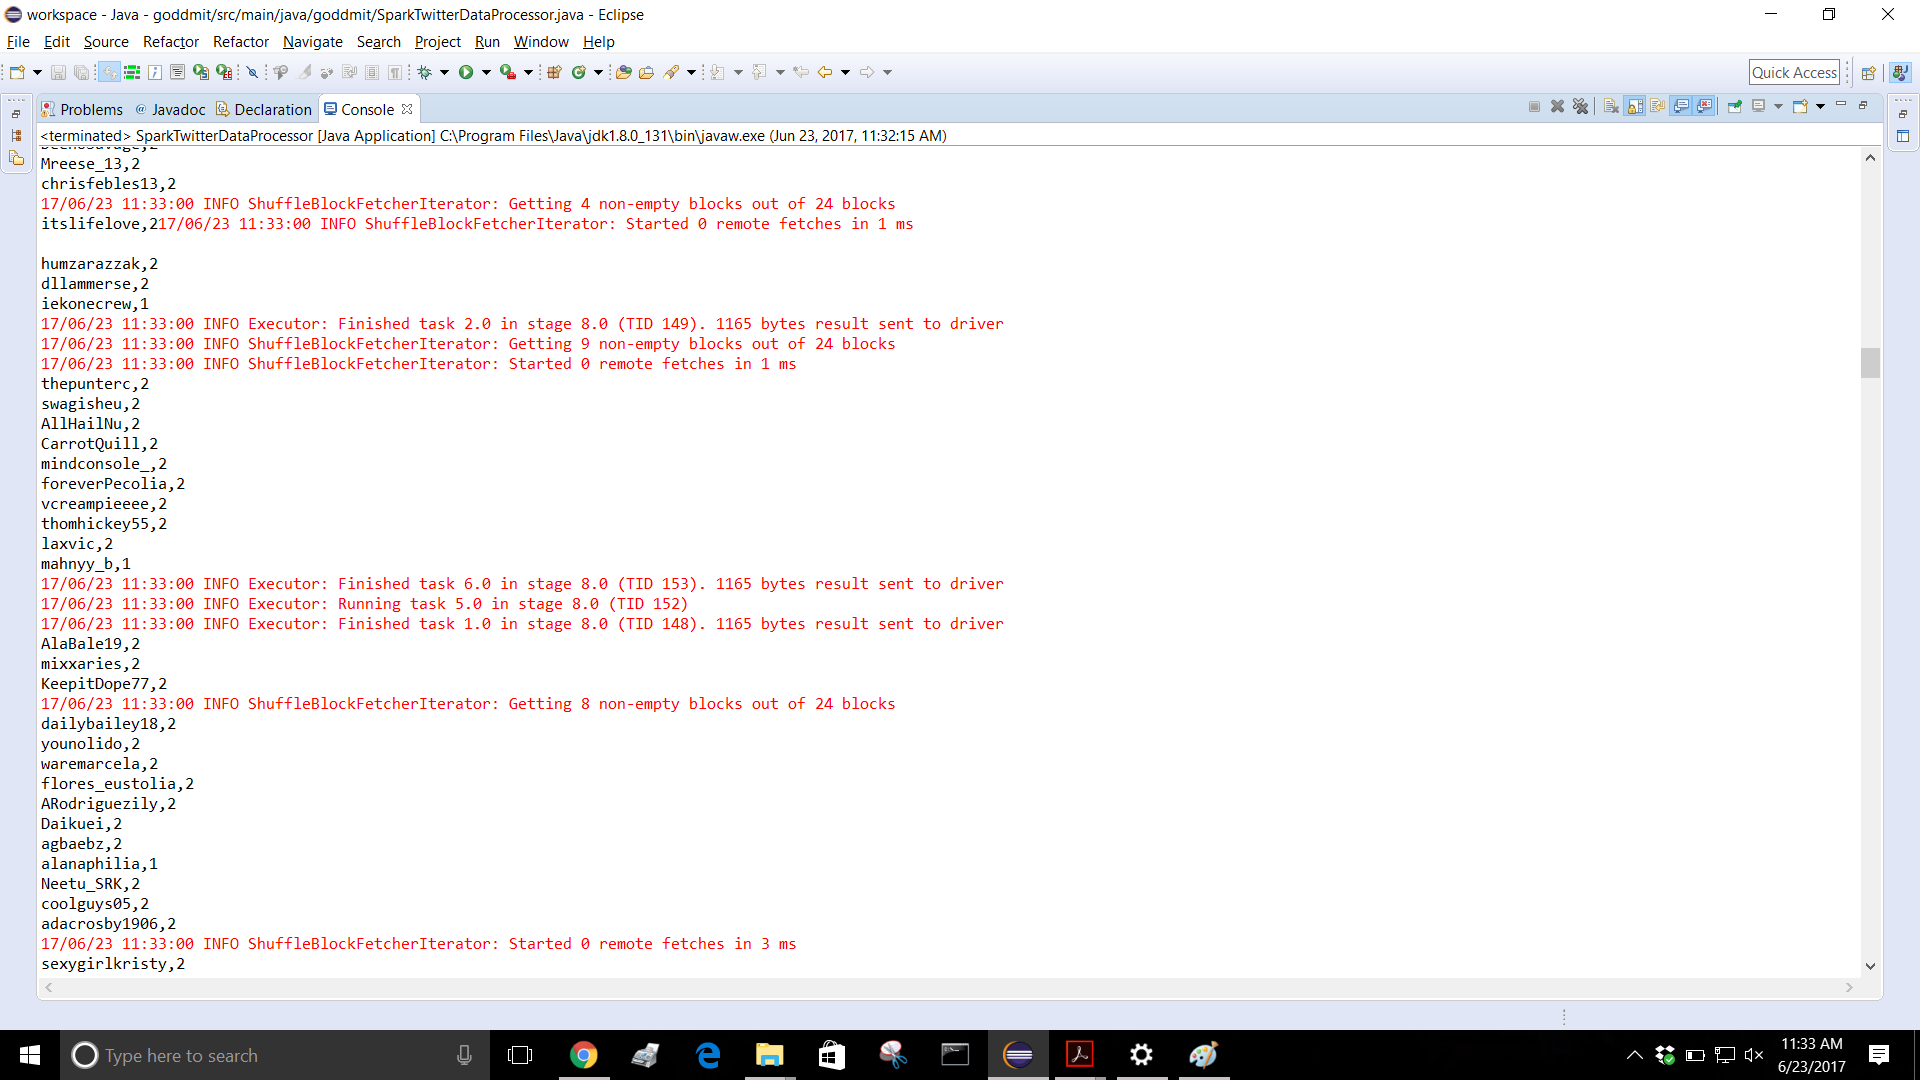 workspace - Java - goddmit/src/main/java/goddmit/SparkTwitterDataProcessor.java - Eclipse
File Edit Source Refactor Refactor Navigate Search Project Run Window Help
Quick Access
Problems @ Javadoc Declaration Console
<terminated> SparkTwitterDataProcessor [Java Application] C:\Program Files\Java\jdk1.8.0_131\bin\javaw.exe (Jun 23, 2017, 11:32:15 AM)
Mreese_13,2
chrisfebles13,2
17/06/23 11:33:00 INFO ShuffleBlockFetcherIterator: Getting 4 non-empty blocks out of 24 blocks
itslifelove,217/06/23 11:33:00 INFO ShuffleBlockFetcherIterator: Started 0 remote fetches in 1 ms
humzarazzak,2
dllammerse,2
iekonecrew,1
17/06/23 11:33:00 INFO Executor: Finished task 2.0 in stage 8.0 (TID 149). 1165 bytes result sent to driver
17/06/23 11:33:00 INFO ShuffleBlockFetcherIterator: Getting 9 non-empty blocks out of 24 blocks
17/06/23 11:33:00 INFO ShuffleBlockFetcherIterator: Started 0 remote fetches in 1 ms
thepunterc,2
swagisheu,2
AllHailNu,2
CarrotQuill,2
mindconsole_,2
foreverPecolia,2
vcreampieeee,2
thomhickey55,2
laxvic,2
mahnyy_b,1
17/06/23 11:33:00 INFO Executor: Finished task 6.0 in stage 8.0 (TID 153). 1165 bytes result sent to driver
17/06/23 11:33:00 INFO Executor: Running task 5.0 in stage 8.0 (TID 152)
17/06/23 11:33:00 INFO Executor: Finished task 1.0 in stage 8.0 (TID 148). 1165 bytes result sent to driver
AlaBale19,2
mixxaries,2
KeepitDope77,2
17/06/23 11:33:00 INFO ShuffleBlockFetcherIterator: Getting 8 non-empty blocks out of 24 blocks
dailybailey18,2
younolido,2
waremarcela,2
flores_eustolia,2
ARodriguezily,2
Daikuei,2
agbaebz,2
alanaphilia,1
Neetu_SRK,2
coolguys05,2
adacrosby1906,2
17/06/23 11:33:00 INFO ShuffleBlockFetcherIterator: Started 0 remote fetches in 3 ms
sexygirlkristy,2
Type here to search
11:33 AM
6/23/2017